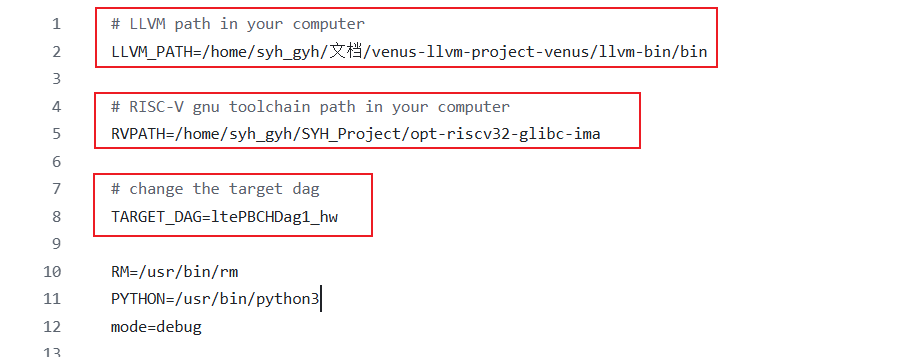 1 # LLVM path in your computer
2 LLVM_PATH=/home/syh_gyh/文档/venus-llvm-project-venus/llvm-bin/bin
3
4 # RISC-V gnu toolchain path in your computer
5 RVPATH=/home/syh_gyh/SYH_Project/opt-riscv32-glibc-ima
6
7 # change the target dag
8 TARGET_DAG=ltePBCHDag1_hw
9
10 RM=/usr/bin/rm
11 PYTHON=/usr/bin/python3
12 mode=debug
13